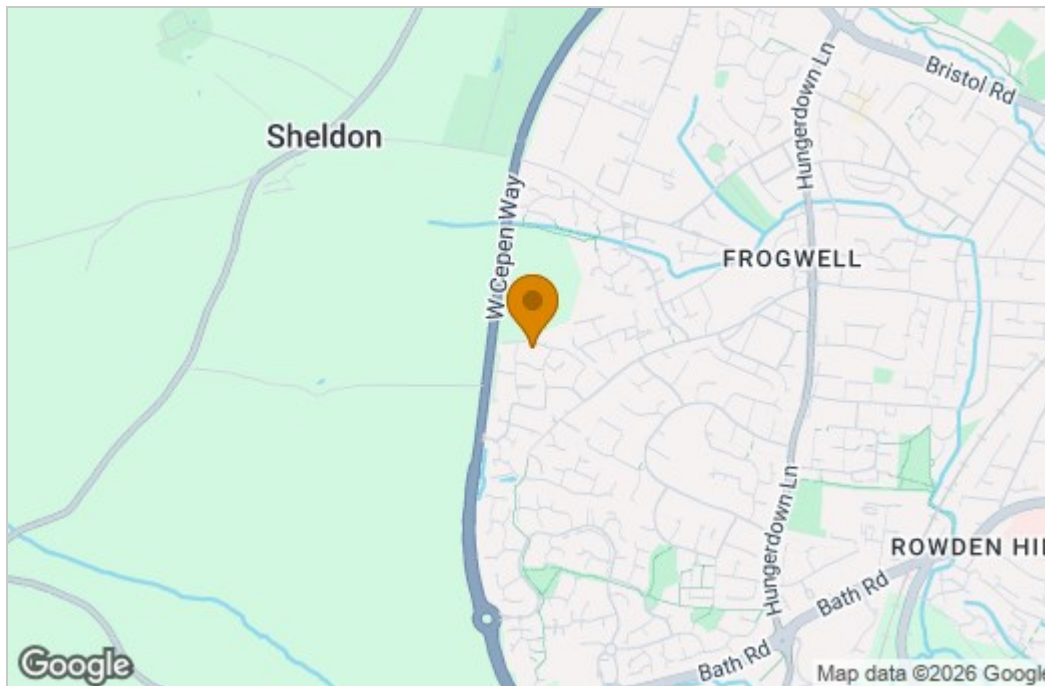 Bristol Rd
Hungerdown Ln
Sheldon
W Cepen Way
FROGWELL
Hungerdown Ln
ROWDEN HI
Bath Rd
Bath Rd
Google
Map data ©2026 Google